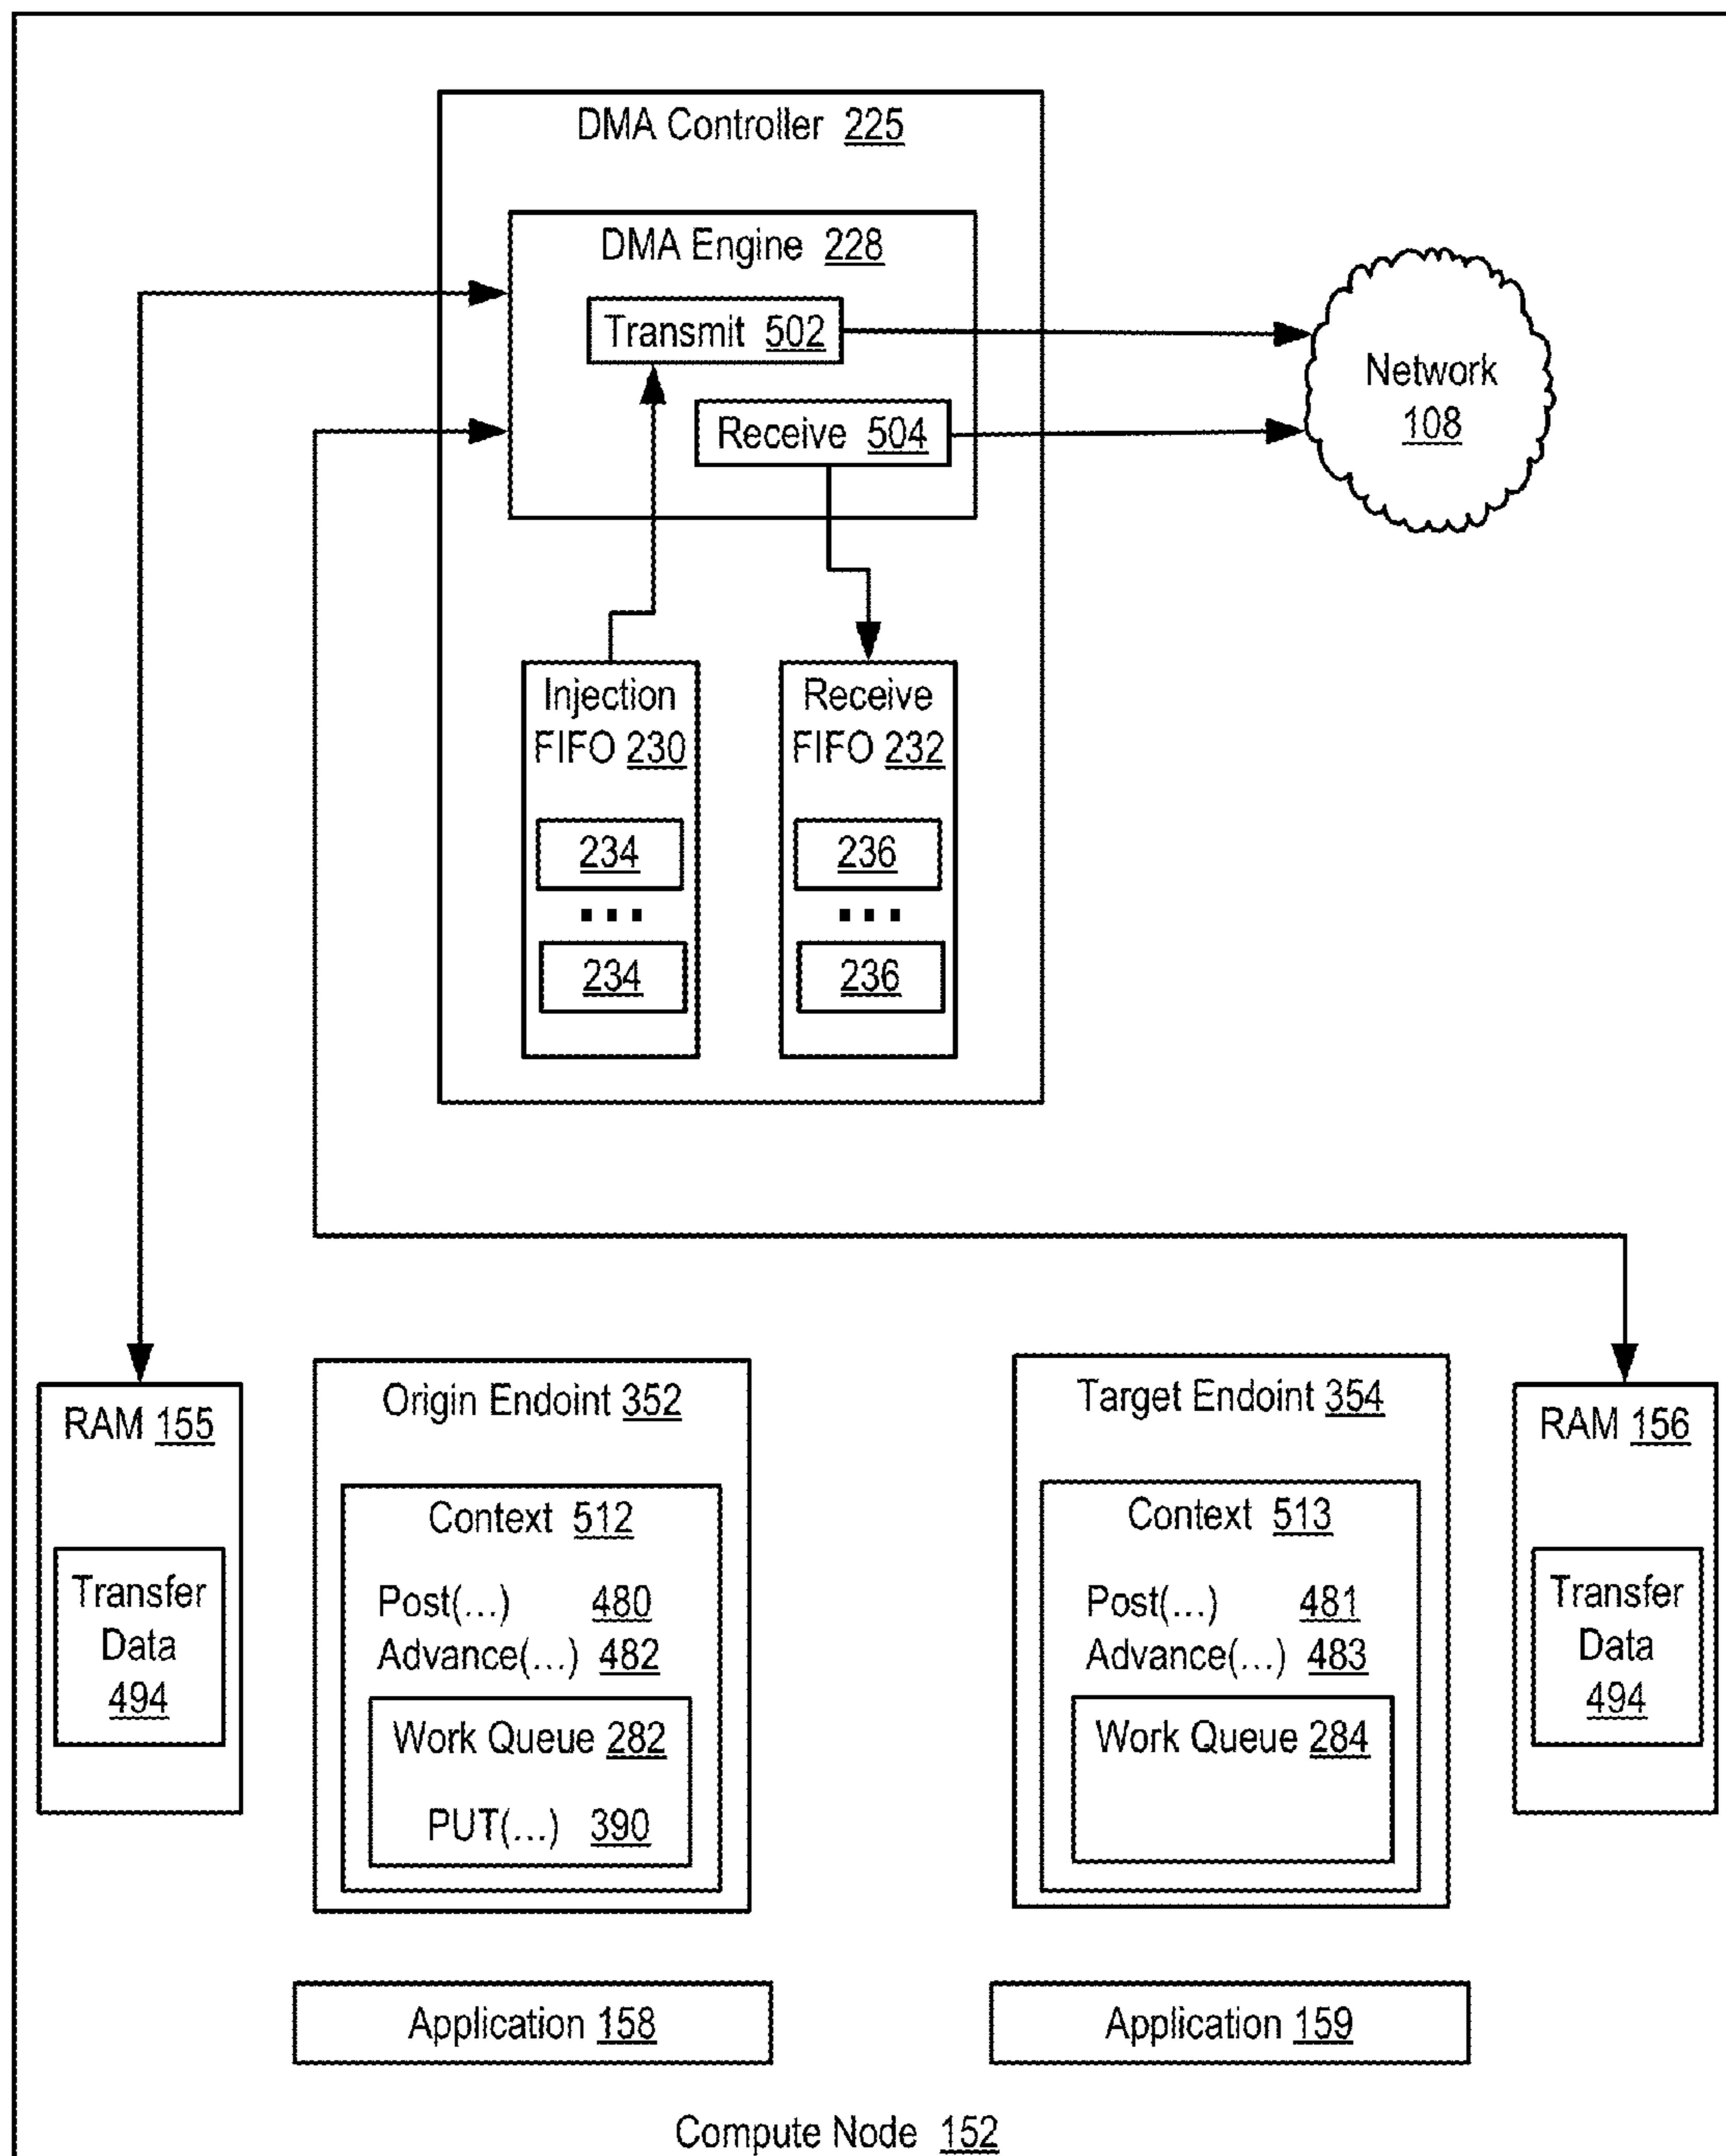 DMA Controller 225
DMA Engine 228
Transmit 502
Receive 504
Network
108
Injection
FIFO 230
234
...
234
Receive
FIFO 232
236
...
236
RAM 155
Transfer
Data
494
Origin Endoint 352
Context 512
Post(...) 480
Advance(...) 482
Work Queue 282
PUT(...) 390
Target Endoint 354
Context 513
Post(...) 481
Advance(...) 483
Work Queue 284
RAM 156
Transfer
Data
494
Application 158
Application 159
Compute Node 152